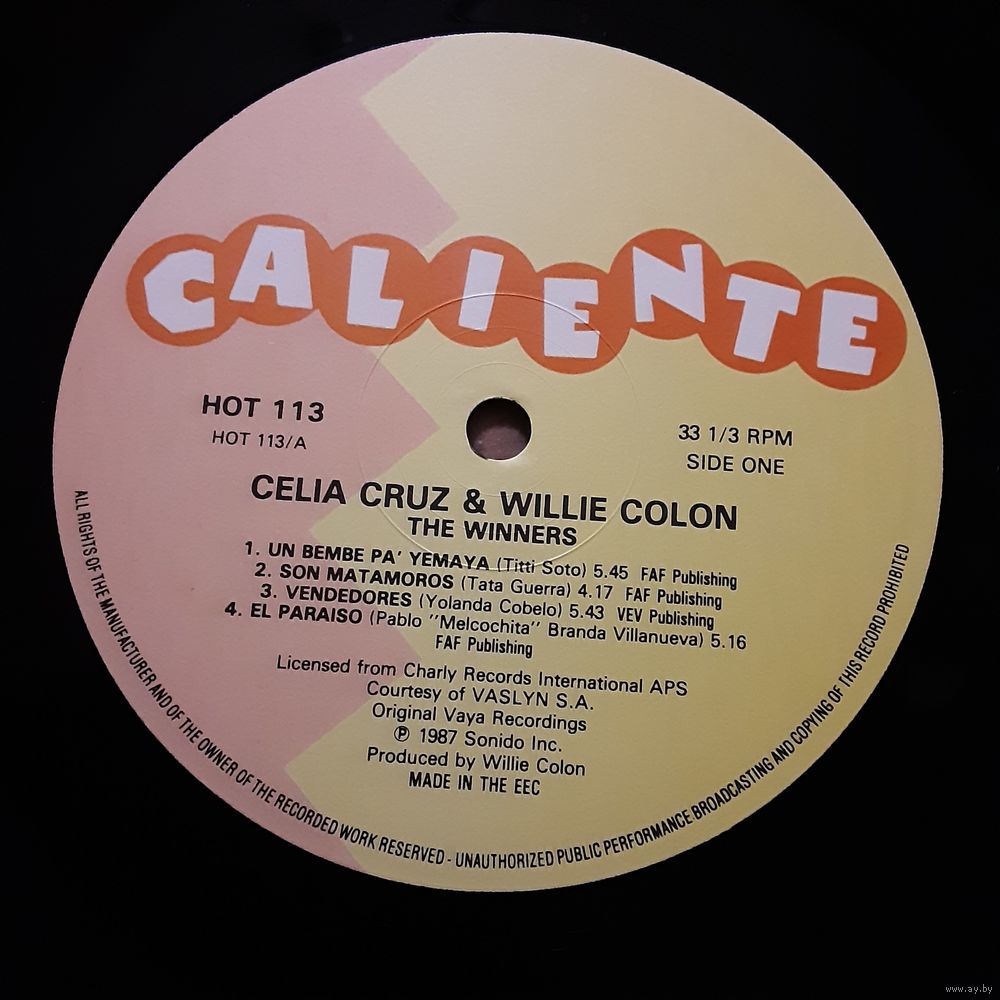 CALIENTE
HOT 113
HOT 113/A
33 1/3 RPM
SIDE ONE
CELIA CRUZ & WILLIE COLON
THE WINNERS
1. UN BEMBE PA' YEMAYA (Titti Soto) 5.45 FAF Publishing
2. SON MATAMOROS (Tata Guerra) 4.17 FAF Publishing
3. VENDEDORES (Yolanda Cobelo) 5.43 VEV Publishing
4. EL PARAISO (Pablo "Melcochita" Branda Villanueva) 5.16
FAF Publishing
Licensed from Charly Records International APS
Courtesy of VASLYN S.A.
Original Vaya Recordings
℗ 1987 Sonido Inc.
Produced by Willie Colon
MADE IN THE EEC
ALL RIGHTS OF THE MANUFACTURER AND OF THE OWNER OF THE RECORDED WORK RESERVED - UNAUTHORIZED PUBLIC PERFORMANCE BROADCASTING AND COPYING OF THIS RECORD PROHIBITED
www.ay.by